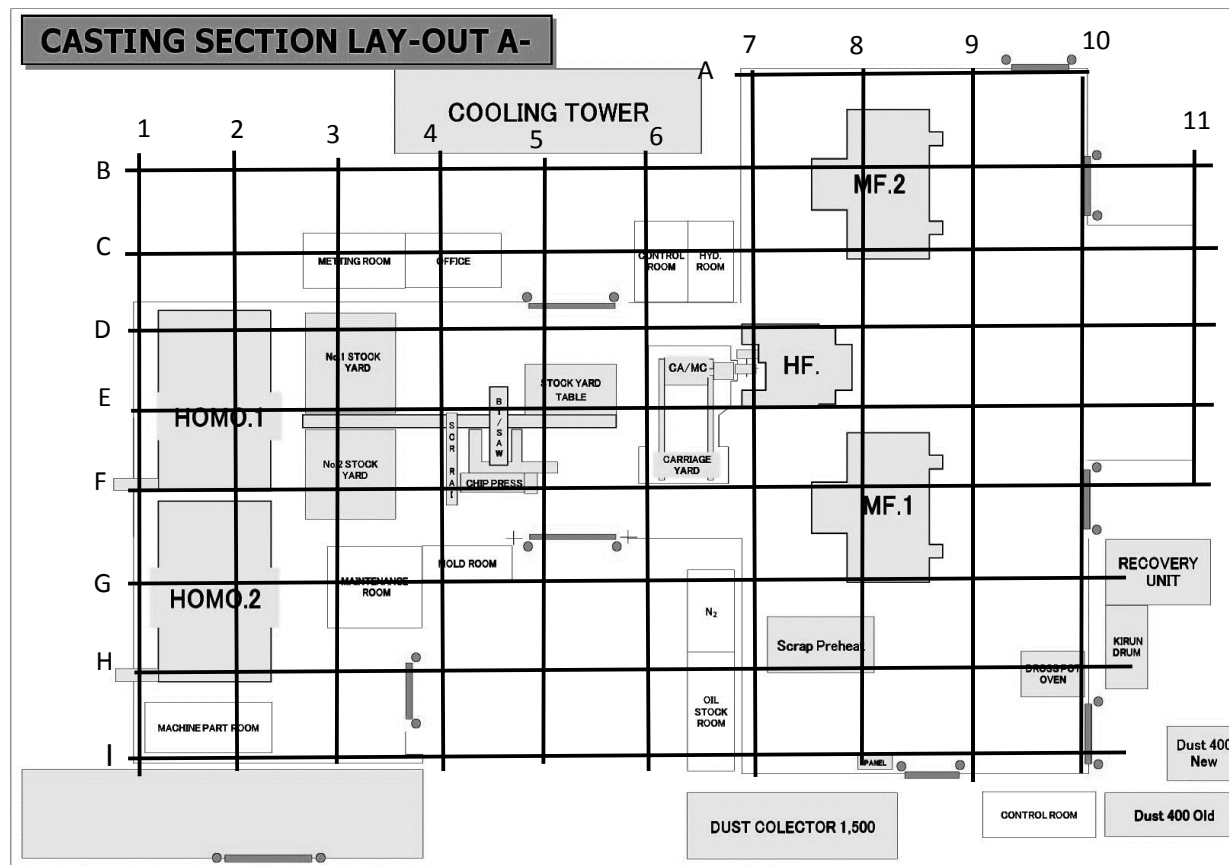 CASTING SECTION LAY-OUT A-
7
8
9
10
A
COOLING TOWER
1
2
3
4
5
6
11
B
MF.2
C
METTING ROOM
OFFICE
CONTROL
ROOM
HYD.
ROOM
D
No.1 STOCK
YARD
CA/MC
HF.
STOCK YARD
TABLE
E
HOMO.1
BT/SAW
SCR RAI
No.2 STOCK
YARD
CARRIAGE
YARD
F
CHIP PRESS
MF.1
MOLD ROOM
RECOVERY
UNIT
G
MAINTENANCE
ROOM
HOMO.2
N2
Scrap Preheat
KIRUN
DRUM
H
DROSS POT
OVEN
OIL
STOCK
ROOM
MACHINE PART ROOM
I
PANEL
Dust 400
New
DUST COLECTOR 1,500
CONTROL ROOM
Dust 400 Old